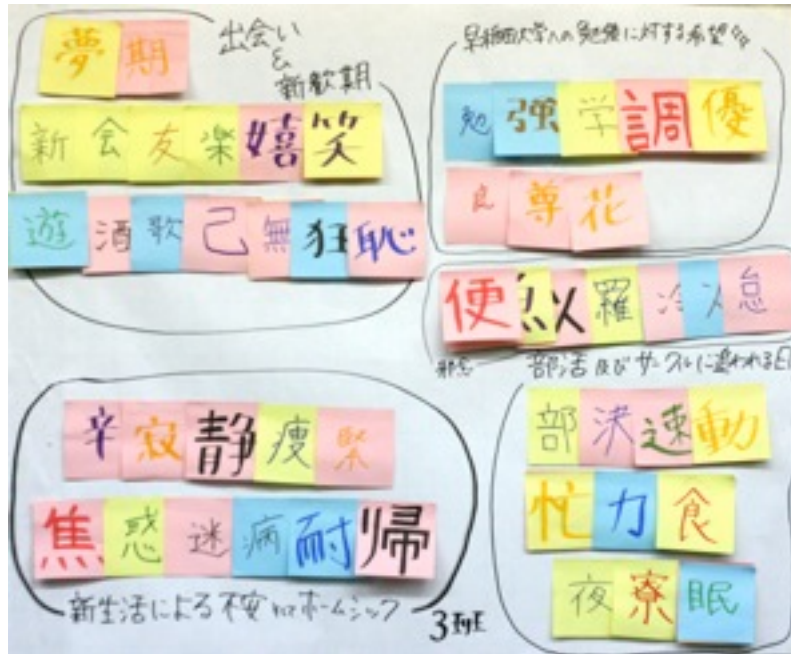 出会い
&
新歓期
夢期
新会友楽嬉笑
遊酒歌己無狂恥
早稲田大学への勉強に対する希望
勉強学調優
良尊花
便 羅 怠
部活及びサークルに追われる日
部決速動
忙力食
夜寮眠
辛寂静痩緊
焦惑迷病耐帰
新生活による不安 ホームシック
3班